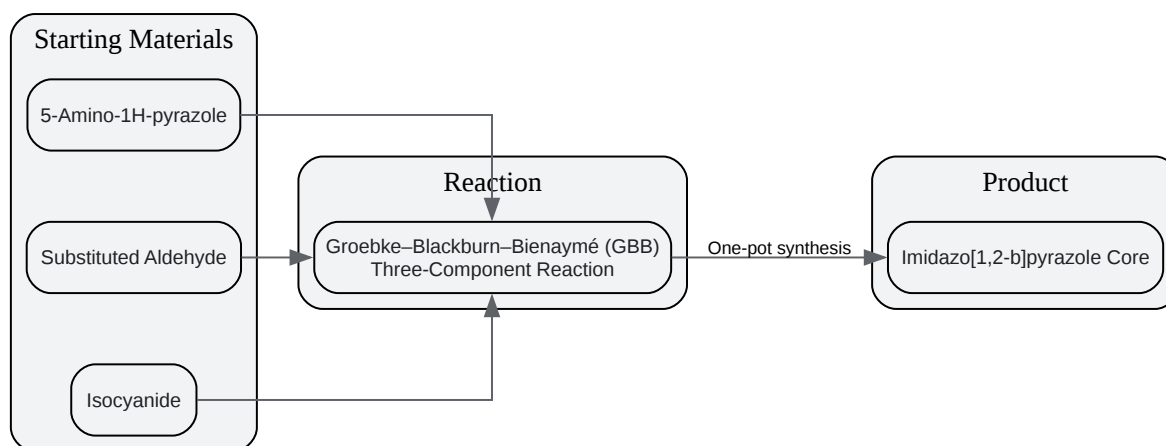 Starting Materials
5-Amino-1H-pyrazole
Substituted Aldehyde
Isocyanide
Reaction
Groebke–Blackburn–Bienaymé (GBB)
Three-Component Reaction
One-pot synthesis
Product
Imidazo[1,2-b]pyrazole Core